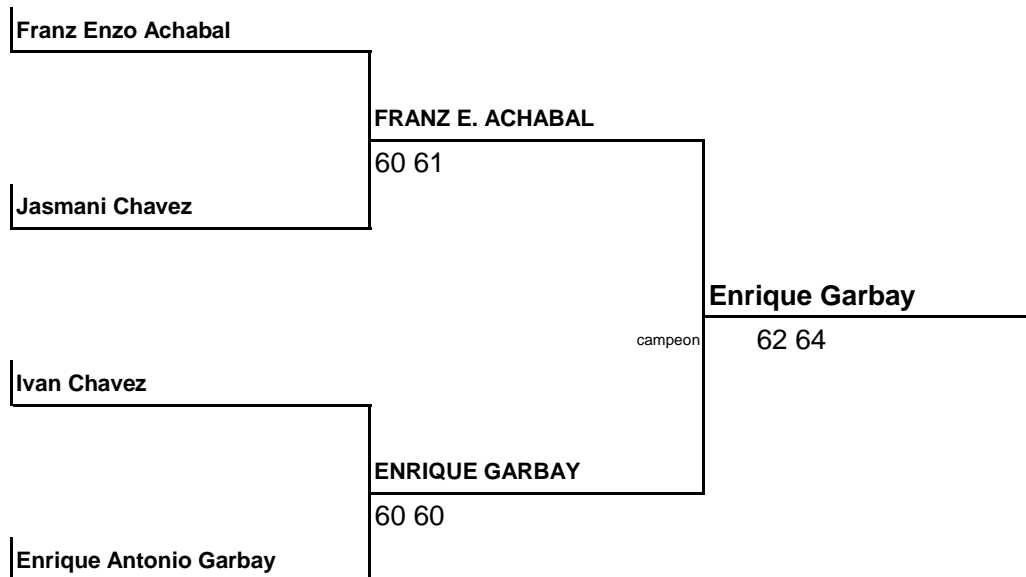 Franz Enzo Achabal
FRANZ E. ACHABAL
60 61
Jasmani Chavez
Enrique Garbay
campeon
62 64
Ivan Chavez
ENRIQUE GARBAY
60 60
Enrique Antonio Garbay